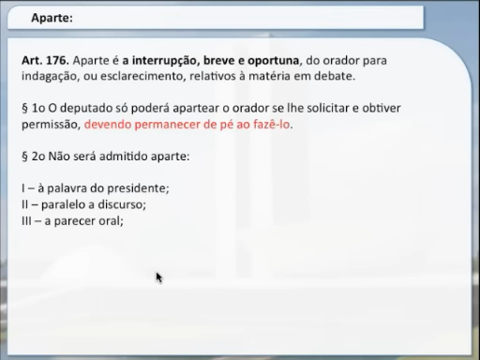 Aparte:
Art. 176. Aparte é a interrupção, breve e oportuna, do orador para
indagação, ou esclarecimento, relativos à matéria em debate.
§ 1o O deputado só poderá apartear o orador se lhe solicitar e obtiver
permissão, devendo permanecer de pé ao fazê-lo.
§ 2o Não será admitido aparte:
I – à palavra do presidente;
II – paralelo a discurso;
III – a parecer oral;